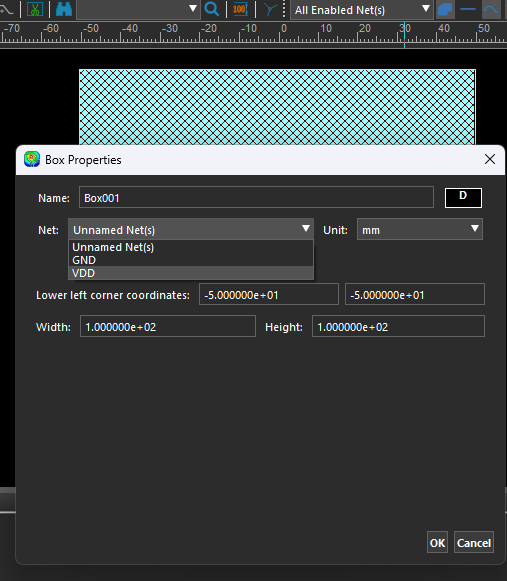 100 All Enabled Net(s)
-70 -60 -50 -40 -30 -20 -10 0 10 20 30 40 50
Box Properties
Name: Box001 D
Net: Unnamed Net(s) Unit: mm
Unnamed Net(s)
GND
VDD
Lower left corner coordinates: -5.000000e+01 -5.000000e+01
Width: 1.000000e+02 Height: 1.000000e+02
OK Cancel